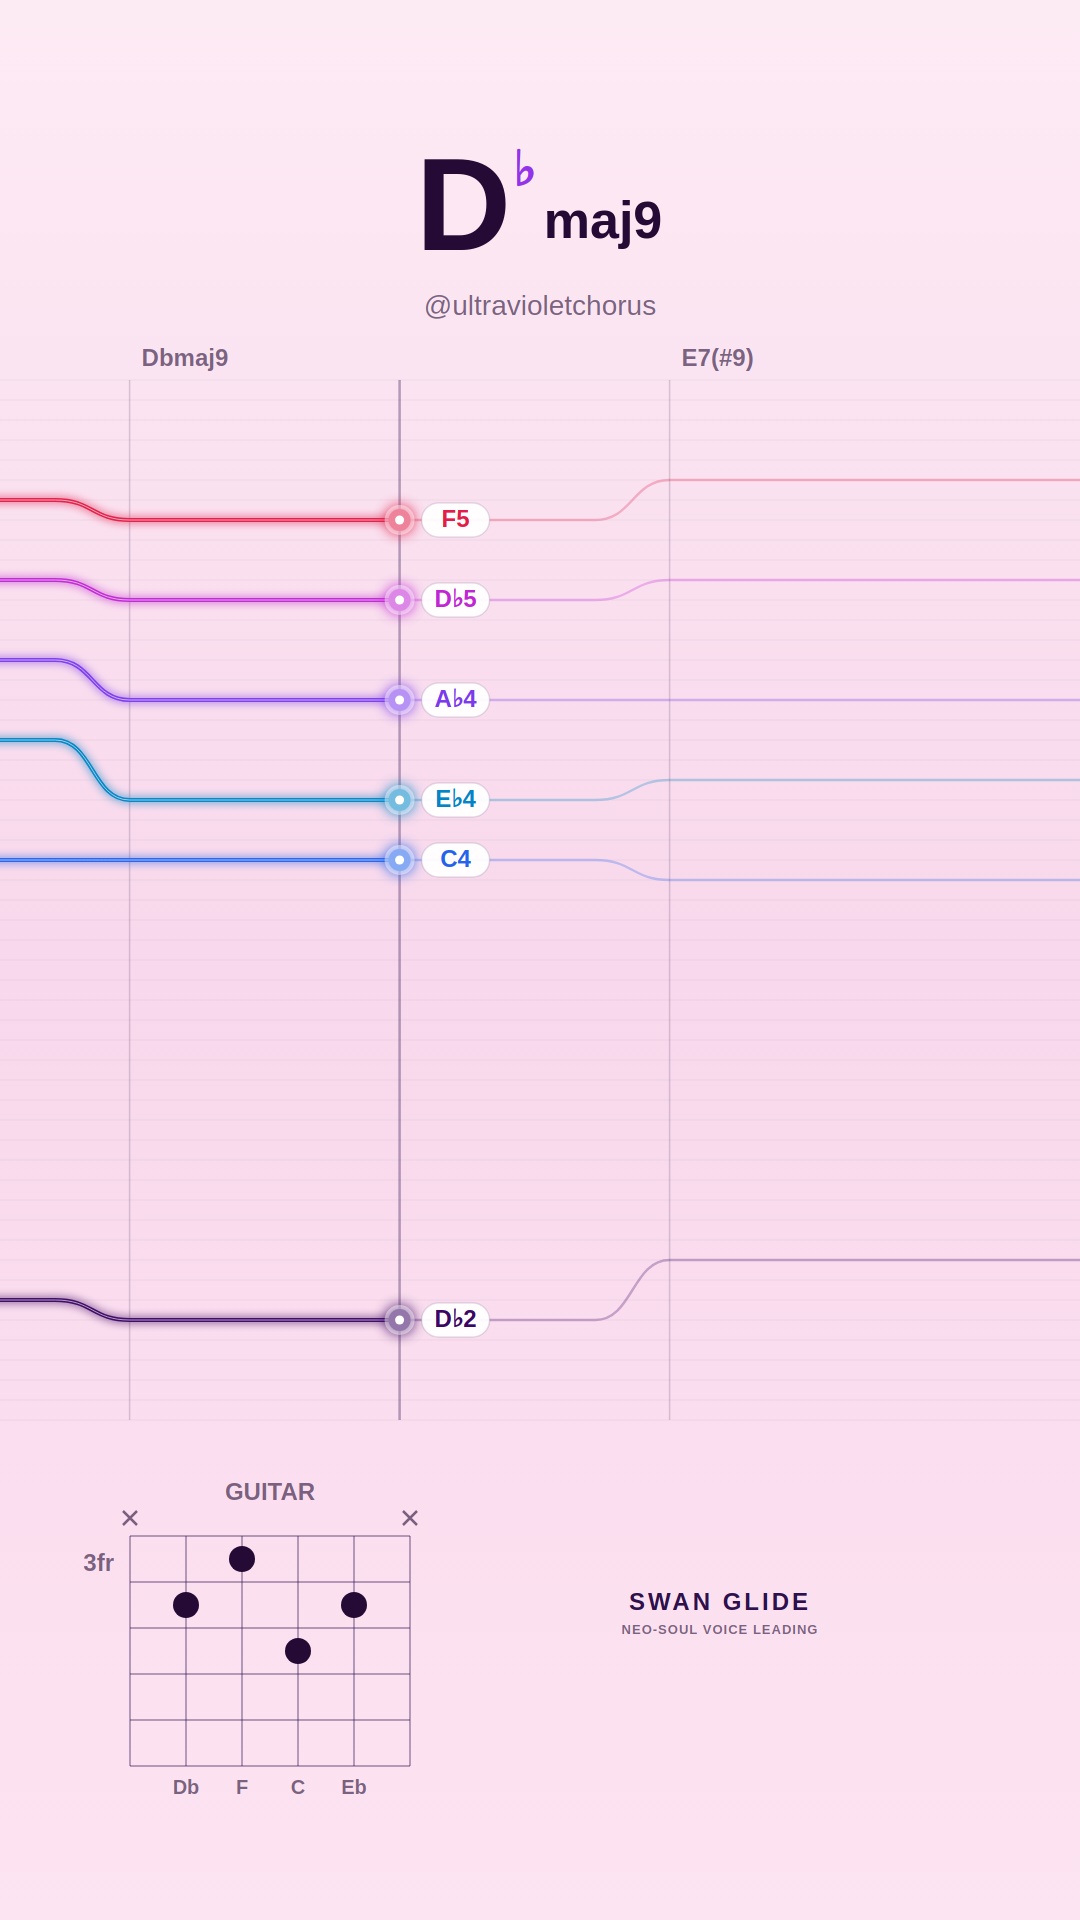 D♭maj9
@ultravioletchorus
Dbmaj9 E7(#9)
F5
D♭5
A♭4
E♭4
C4
D♭2
GUITAR
× ×
3fr
Db F C Eb
SWAN GLIDE
NEO-SOUL VOICE LEADING